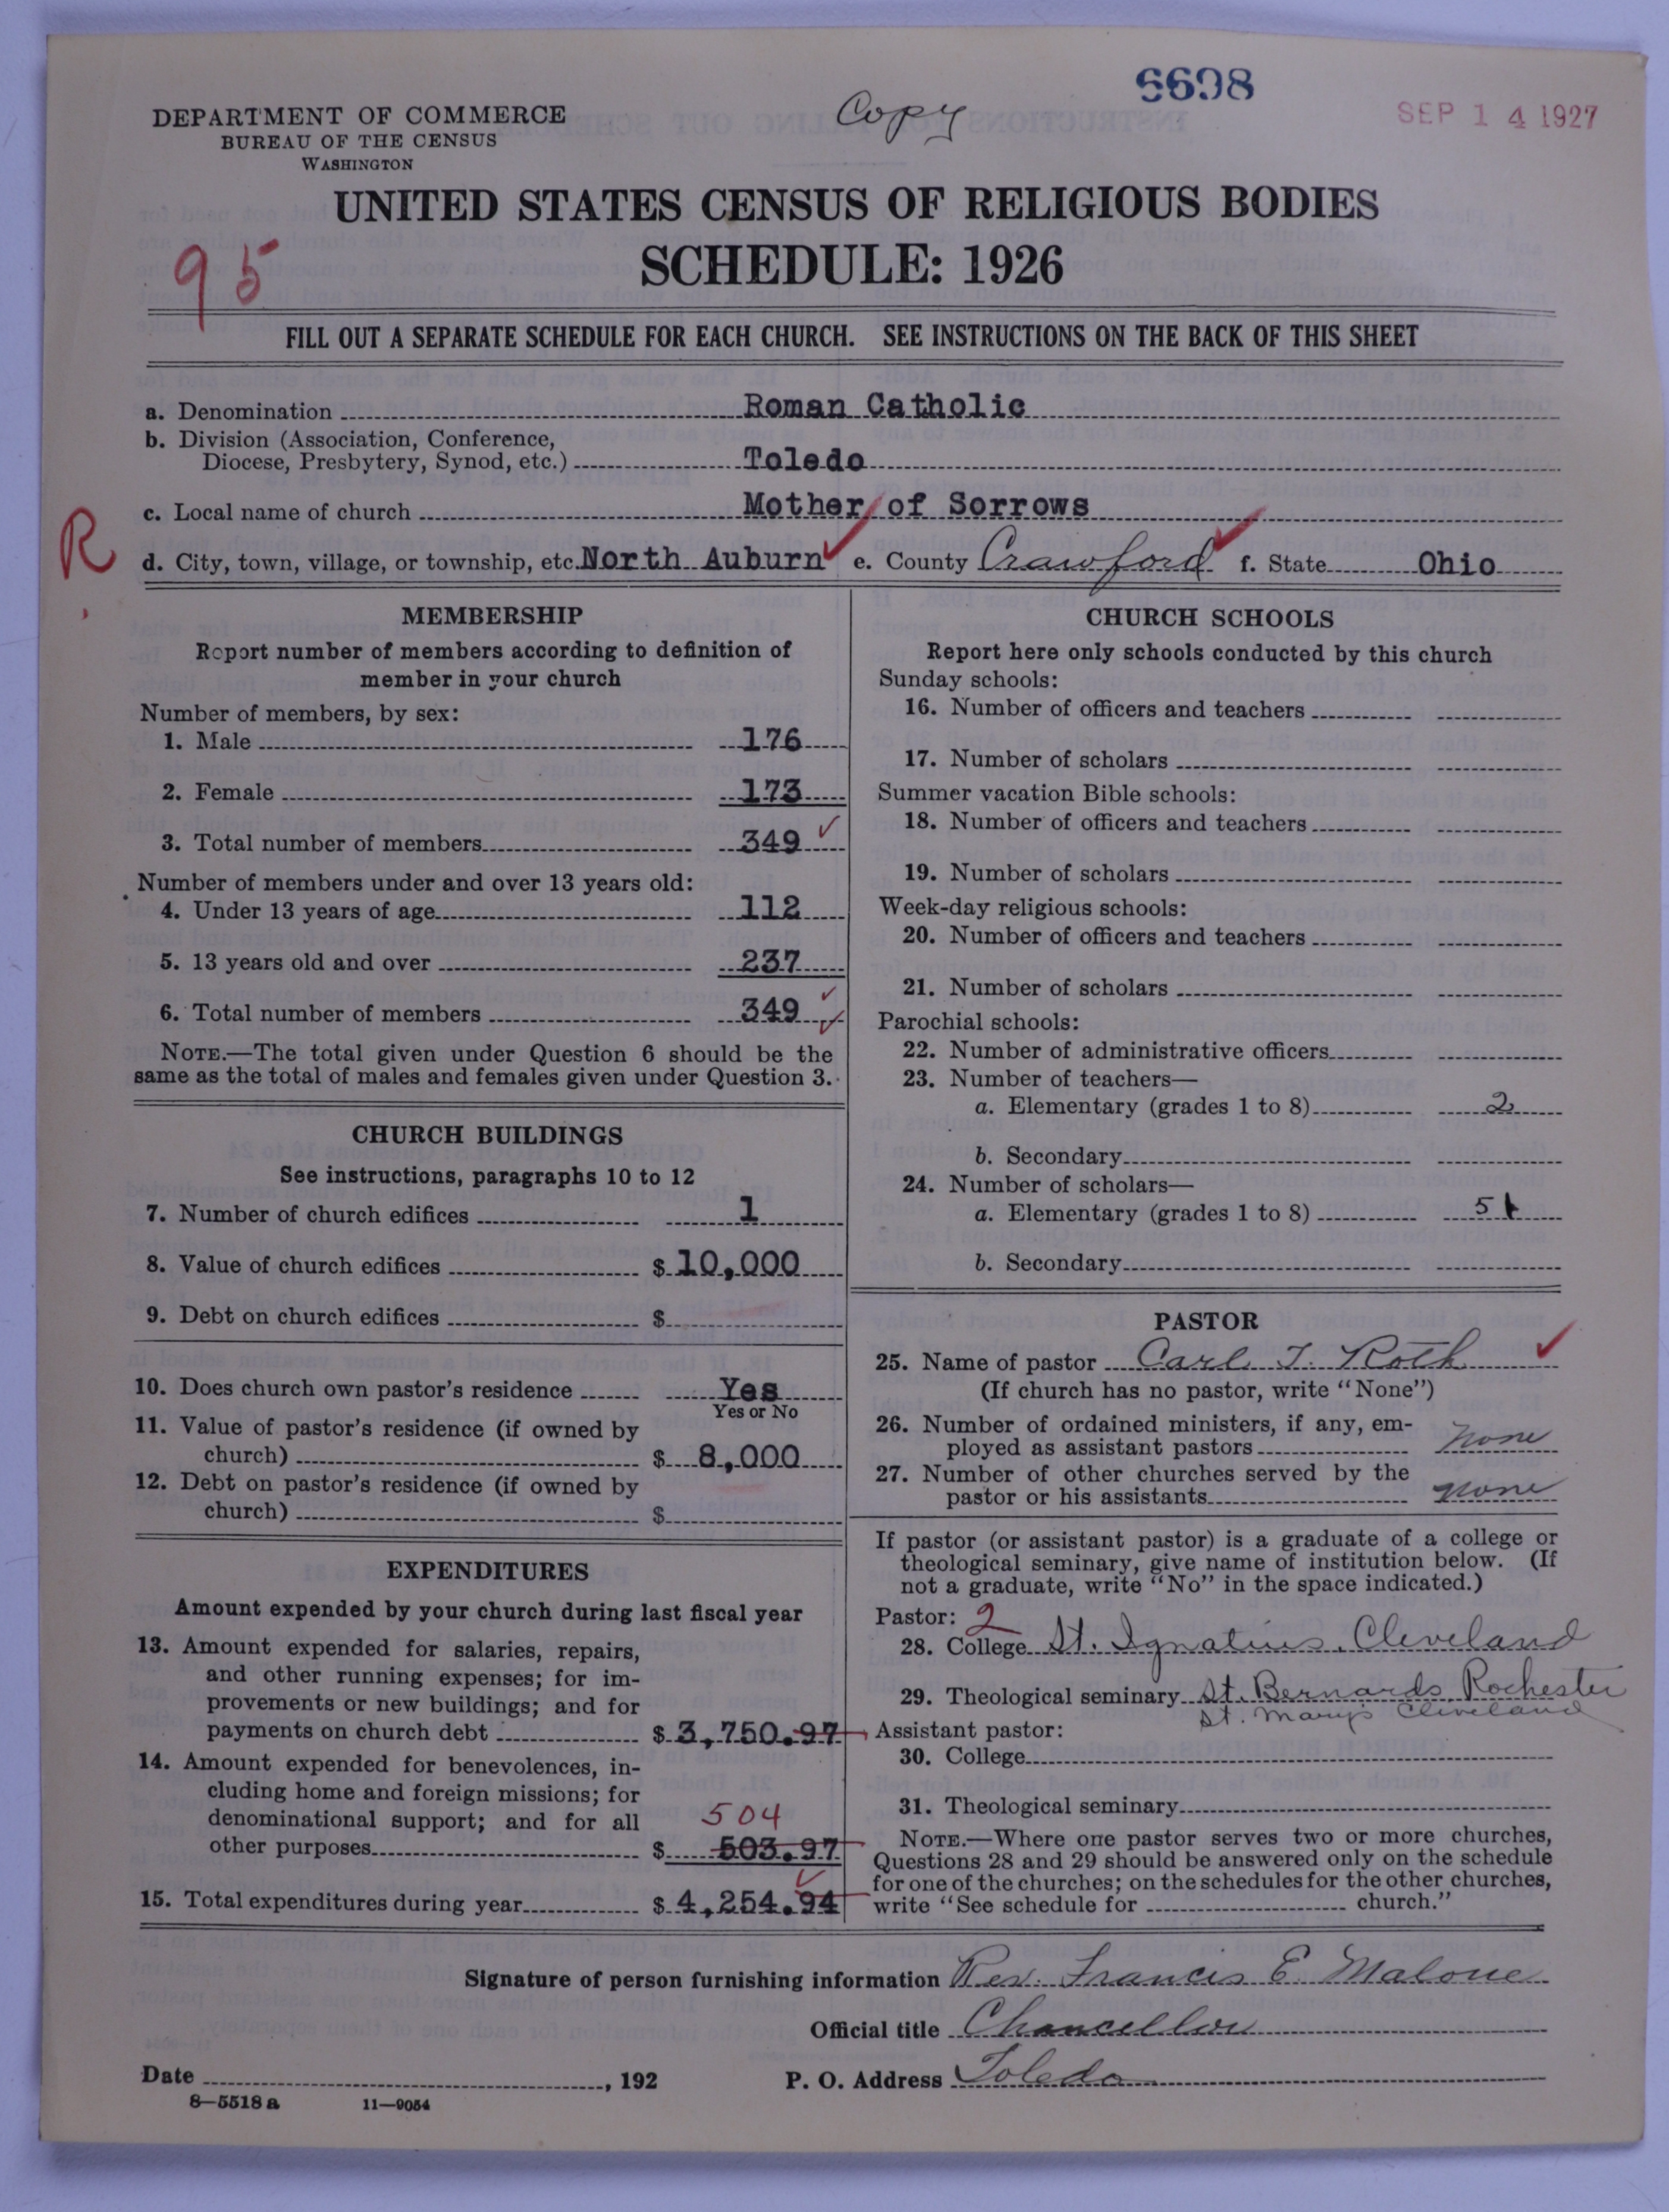 6698
Copy
SEP 14 1927
DEPARTMENT OF COMMERCE
BUREAU OF THE CENSUS
WASHINGTON
UNITED STATES CENSUS OF RELIGIOUS BODIES
SCHEDULE: 1926
95
FILL OUT A SEPARATE SCHEDULE FOR EACH CHURCH. SEE INSTRUCTIONS ON THE BACK OF THIS SHEET
a. Denomination Roman Catholic
b. Division (Association, Conference,
Diocese, Presbytery, Synod, etc.) Toledo
c. Local name of church Mother of Sorrows
R
d. City, town, village, or township, etc. North Auburn e. County Crawford f. State Ohio
MEMBERSHIP
Report number of members according to definition of
member in your church
Number of members, by sex:
1. Male 176
2. Female 173
3. Total number of members 349
Number of members under and over 13 years old:
4. Under 13 years of age 112
5. 13 years old and over 237
6. Total number of members 349
NOTE.—The total given under Question 6 should be the
same as the total of males and females given under Question 3.
CHURCH BUILDINGS
See instructions, paragraphs 10 to 12
7. Number of church edifices 1
8. Value of church edifices $ 10,000
9. Debt on church edifices $
10. Does church own pastor's residence Yes
Yes or No
11. Value of pastor's residence (if owned by
church) $ 8,000
12. Debt on pastor's residence (if owned by
church) $
EXPENDITURES
Amount expended by your church during last fiscal year
13. Amount expended for salaries, repairs,
and other running expenses; for im-
provements or new buildings; and for
payments on church debt $ 3,750.97
14. Amount expended for benevolences, in-
cluding home and foreign missions; for
denominational support; and for all 504
other purposes $ 503.97
15. Total expenditures during year $ 4,254.94
CHURCH SCHOOLS
Report here only schools conducted by this church
Sunday schools:
16. Number of officers and teachers
17. Number of scholars
Summer vacation Bible schools:
18. Number of officers and teachers
19. Number of scholars
Week-day religious schools:
20. Number of officers and teachers
21. Number of scholars
Parochial schools:
22. Number of administrative officers
23. Number of teachers—
a. Elementary (grades 1 to 8) 2
b. Secondary
24. Number of scholars—
a. Elementary (grades 1 to 8) 51
b. Secondary
PASTOR
25. Name of pastor Carl J. Roth
(If church has no pastor, write "None")
26. Number of ordained ministers, if any, em-
ployed as assistant pastors none
27. Number of other churches served by the
pastor or his assistants none
If pastor (or assistant pastor) is a graduate of a college or
theological seminary, give name of institution below. (If
not a graduate, write "No" in the space indicated.)
Pastor: 2
28. College St. Ignatius, Cleveland
29. Theological seminary St. Bernards, Rochester
St. Marys Cleveland
Assistant pastor:
30. College
31. Theological seminary
NOTE.—Where one pastor serves two or more churches,
Questions 28 and 29 should be answered only on the schedule
for one of the churches; on the schedules for the other churches,
write "See schedule for church."
Signature of person furnishing information Rev. Francis E. Malone
Official title Chancellor
Date , 192 P. O. Address Toledo
8—5518 a 11—9054